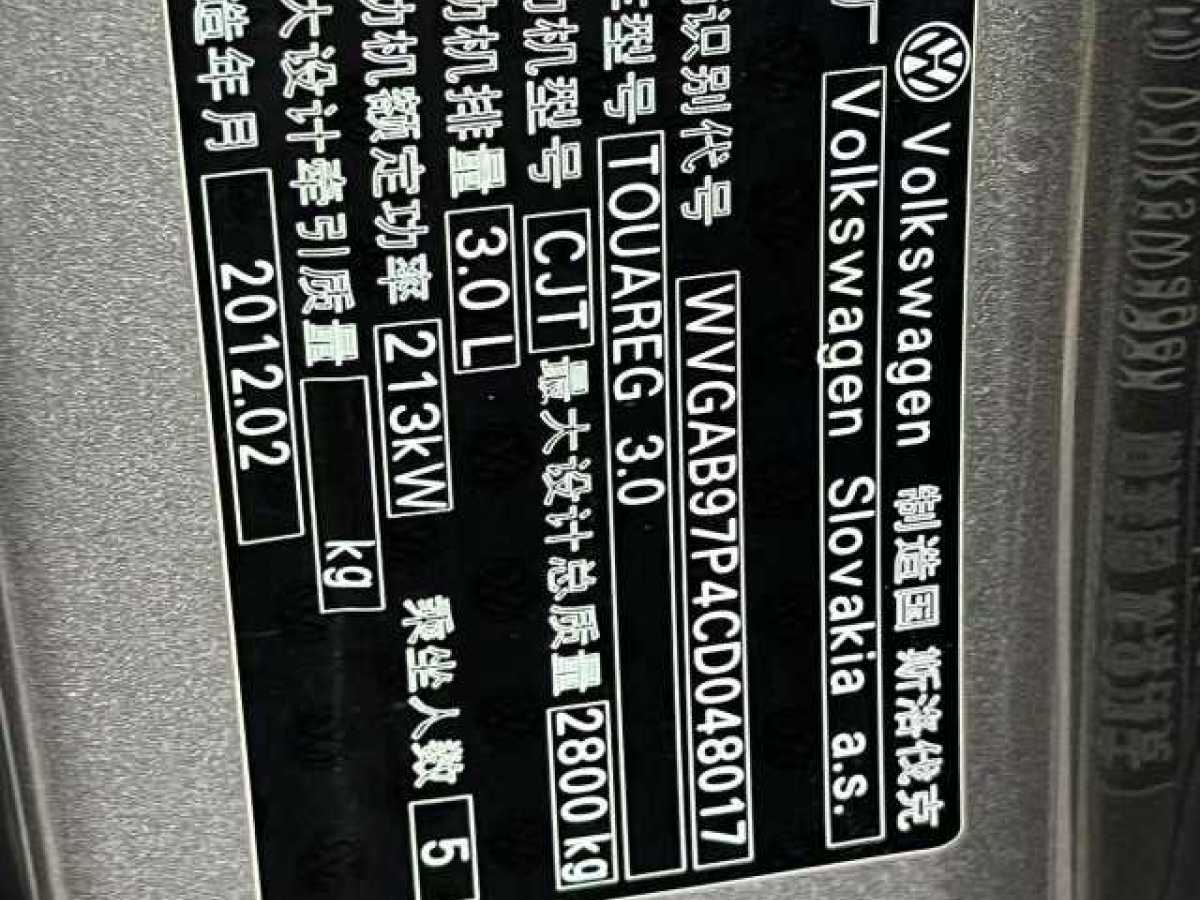 Volkswagen 制造国 斯洛伐克
厂 Volkswagen Slovakia a.s.
识别代号 WVGAB97P4CD048017
型号 TOUAREG 3.0
机型号 CJT 最大设计总质量 2800kg
机排量 3.0L
功机额定功率 213kW 乘坐人数 5
大设计牵引质量 kg
造年月 2012.02